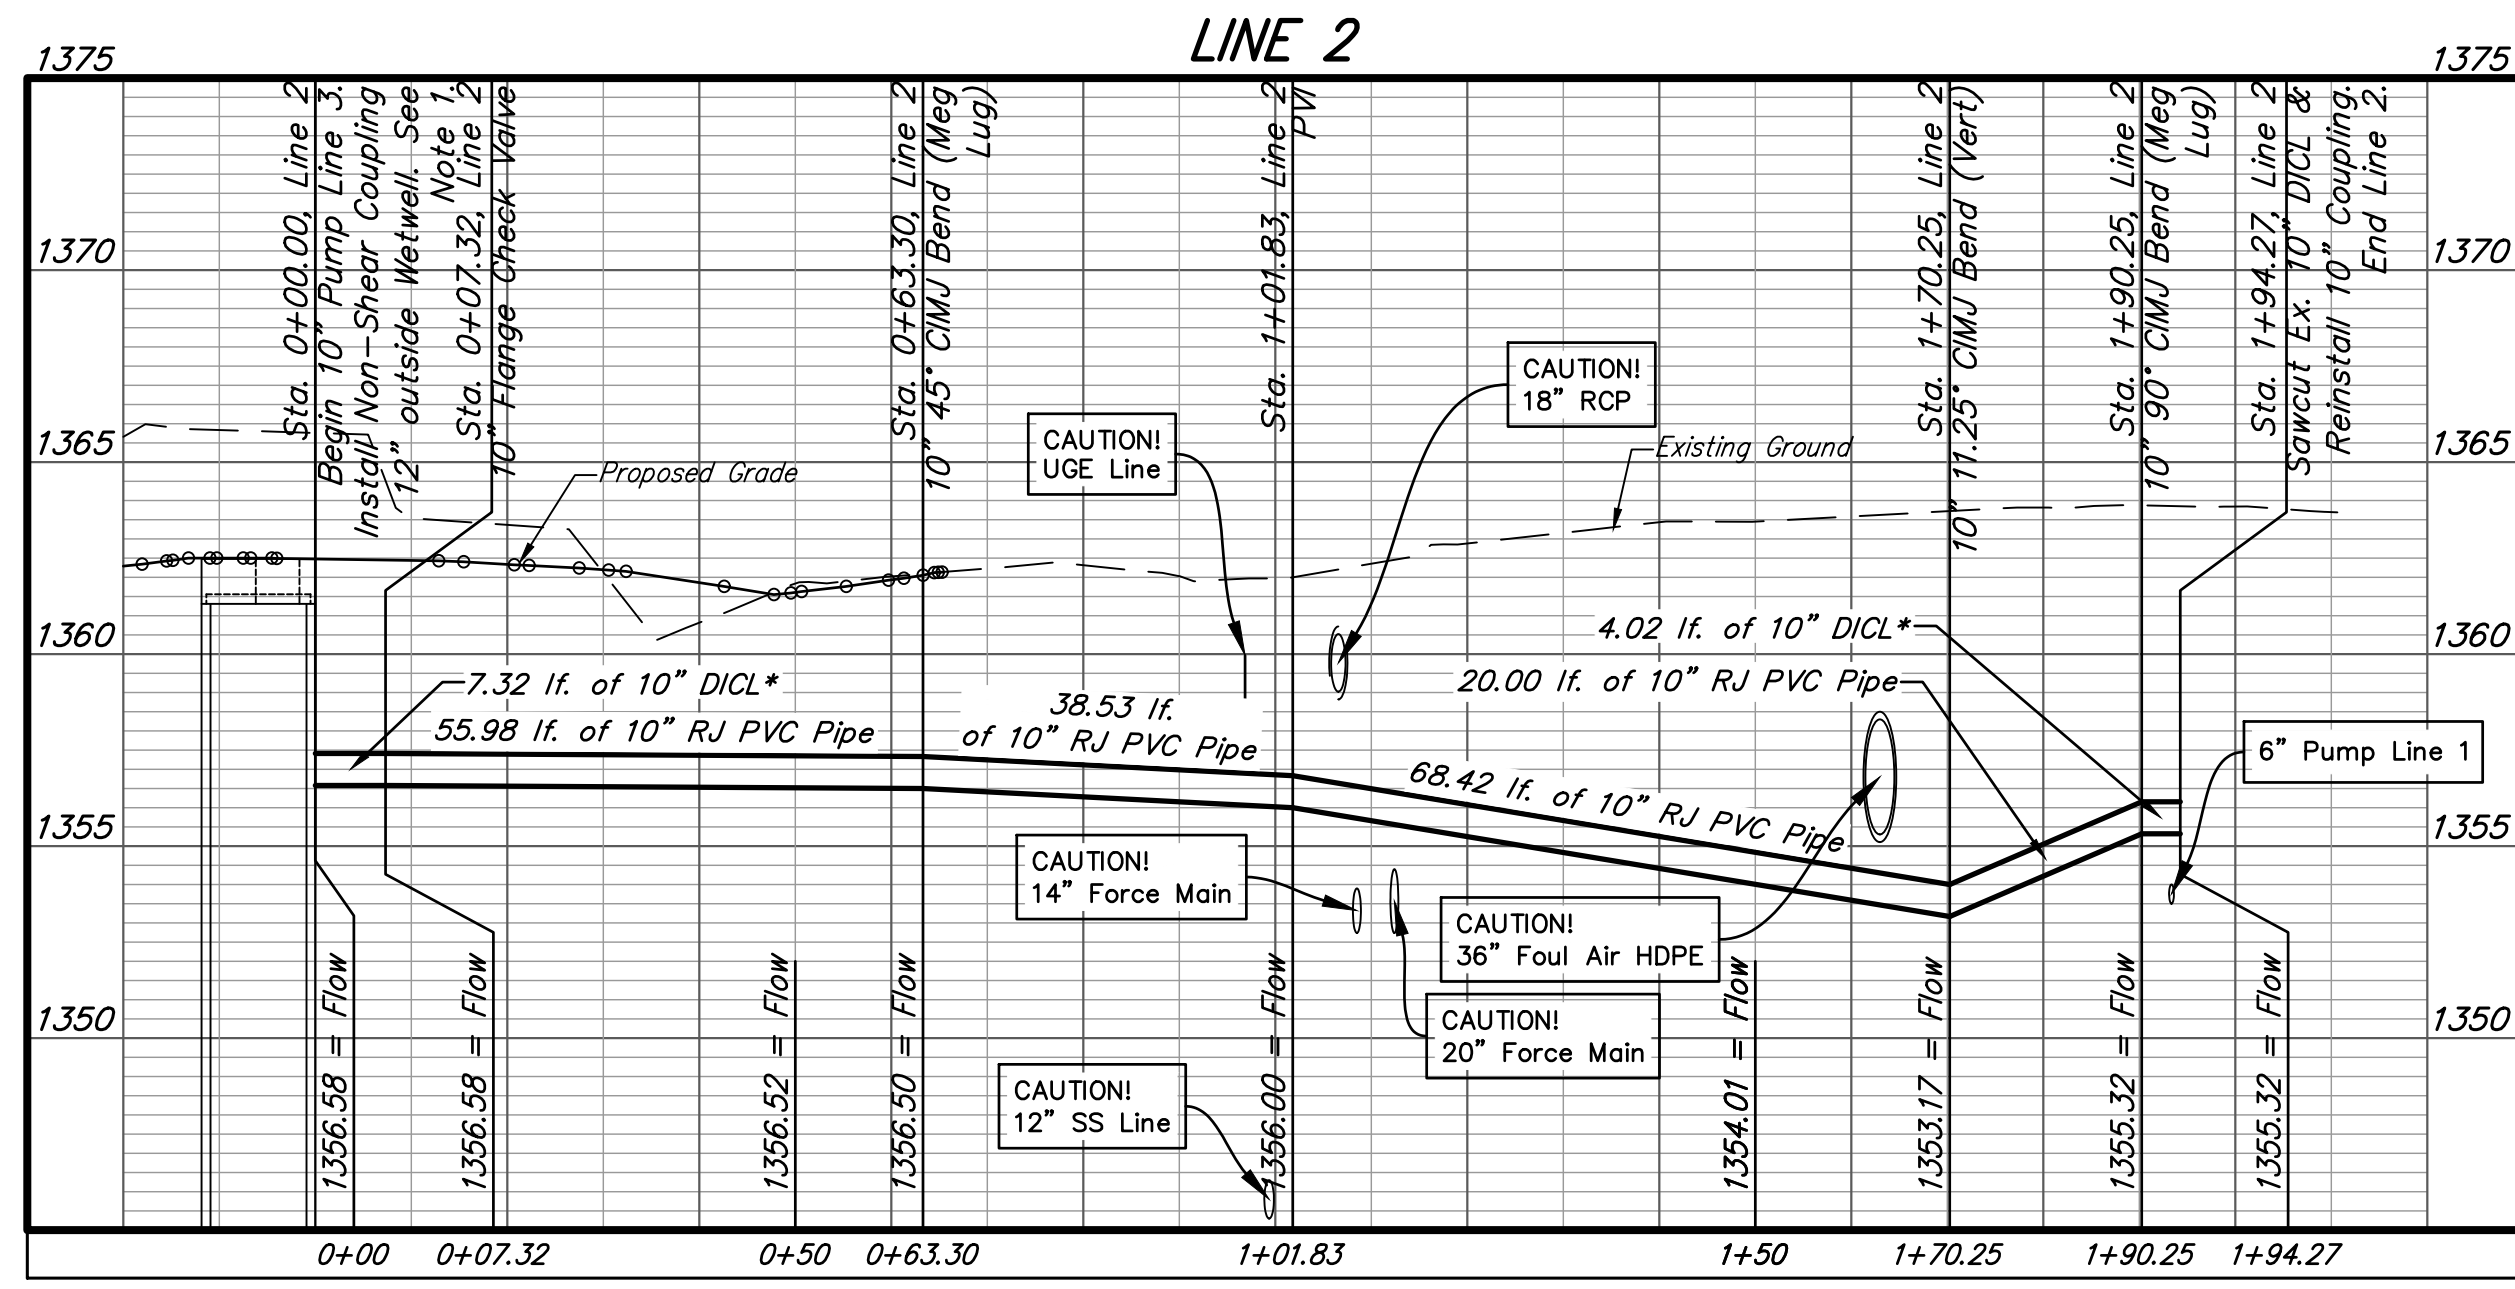 LINE 2
1375
1375
1370
1370
1365
1365
1360
1360
1355
1355
1350
1350
Sta. 0+00.00, Line 2
Begin 10" Pump Line 3.
Install Non-Shear Coupling
12" outside Wetwell. See
Note 1.
Sta. 0+07.32, Line 2
10" Flange Check Valve
Sta. 0+63.30, Line 2
10" 45° CIMJ Bend (Meg
Lug)
Sta. 1+01.83, Line 2
PVI
Sta. 1+70.25, Line 2
10" 11.25° CIMJ Bend (Vert)
Sta. 1+90.25, Line 2
10" 90° CIMJ Bend (Meg
Lug)
Sta. 1+94.27, Line 2
Sawcut Ex. 10" DICL &
Reinstall 10" Coupling.
End Line 2.
Proposed Grade
Existing Ground
CAUTION!
UGE Line
CAUTION!
18" RCP
7.32 lf. of 10" DICL*
55.98 lf. of 10" RJ PVC Pipe
38.53 lf.
of 10" RJ PVC Pipe
68.42 lf. of 10" RJ PVC Pipe
4.02 lf. of 10" DICL*
20.00 lf. of 10" RJ PVC Pipe
6" Pump Line 1
CAUTION!
14" Force Main
CAUTION!
36" Foul Air HDPE
CAUTION!
20" Force Main
CAUTION!
12" SS Line
1356.58 = Flow
1356.58 = Flow
1356.52 = Flow
1356.50 = Flow
1356.00 = Flow
1354.01 = Flow
1353.17 = Flow
1355.32 = Flow
1355.32 = Flow
0+00
0+07.32
0+50
0+63.30
1+01.83
1+50
1+70.25
1+90.25
1+94.27